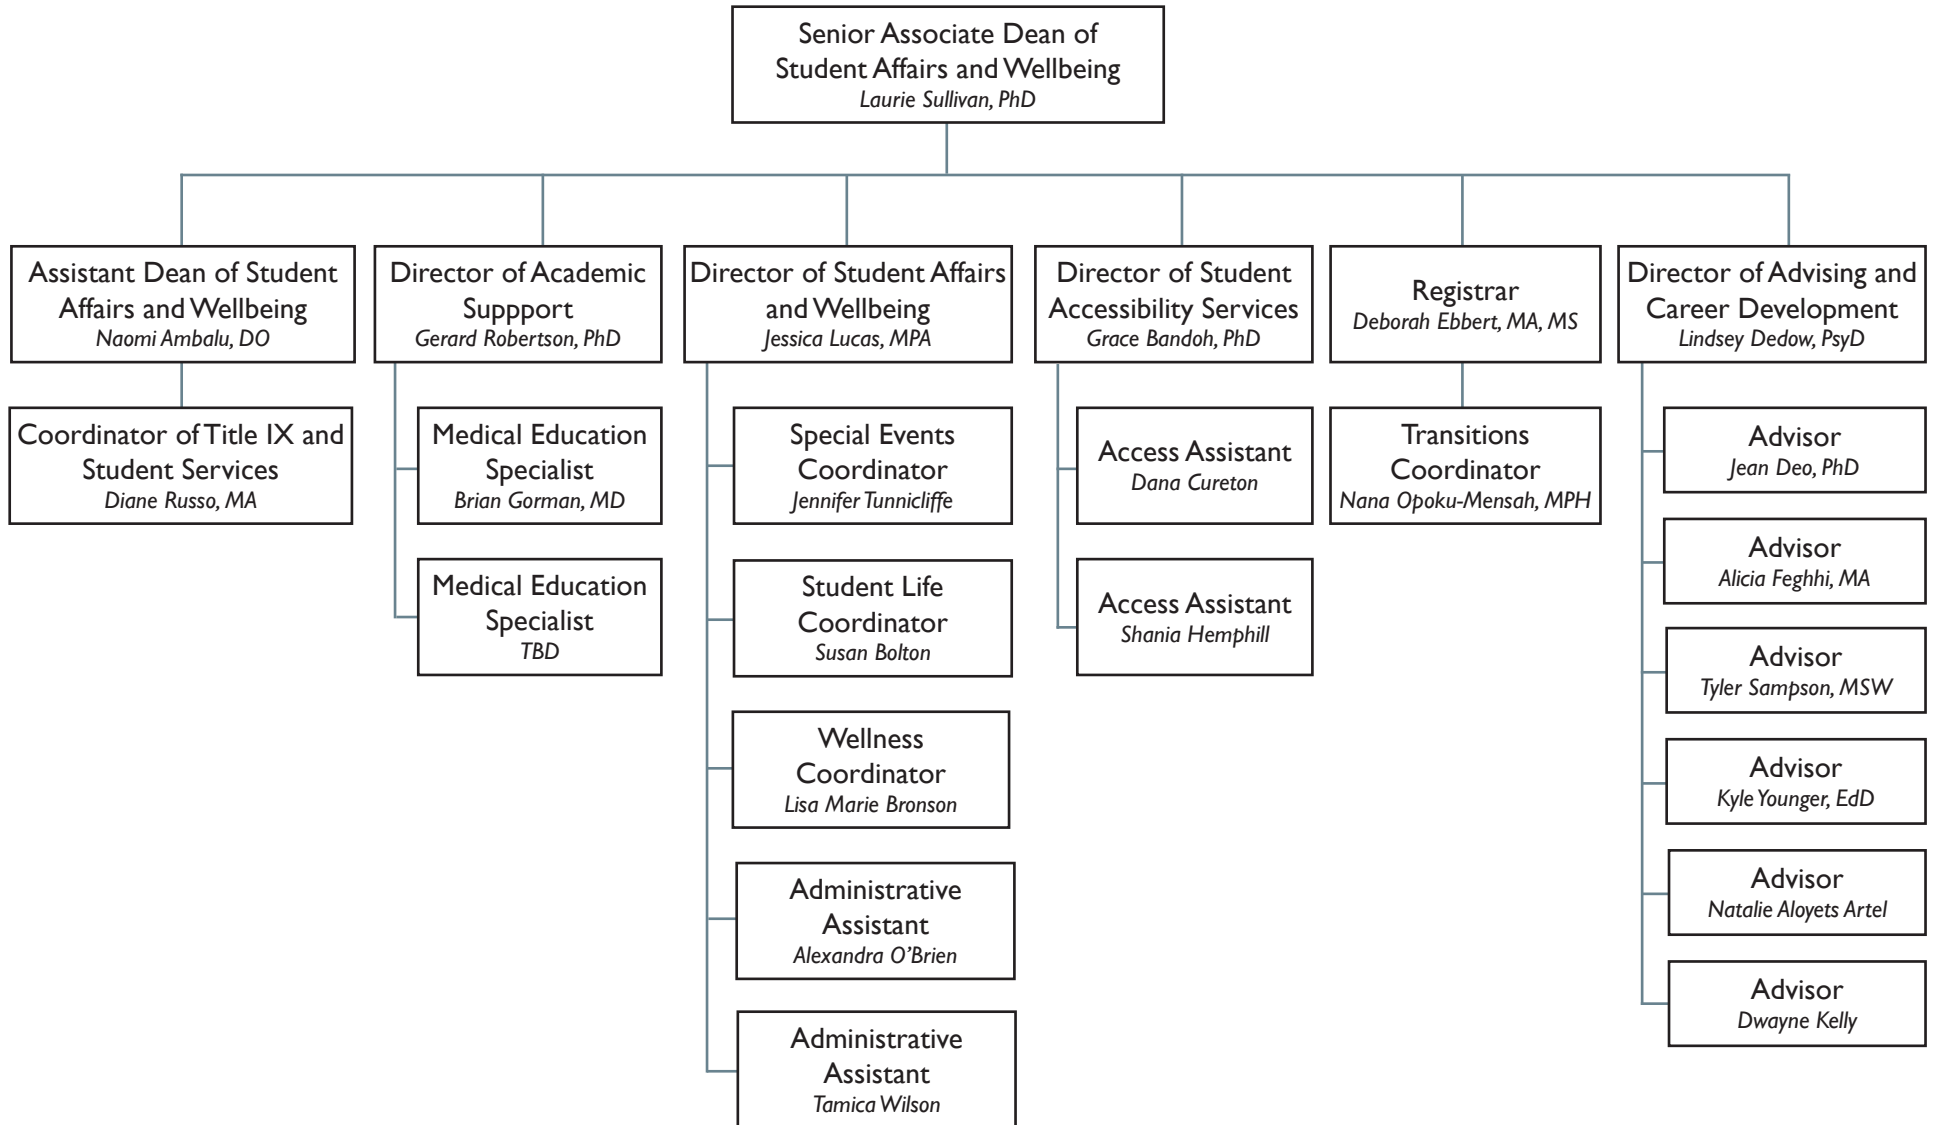 Senior Associate Dean of
Student Affairs and Wellbeing
Laurie Sullivan, PhD
Assistant Dean of Student
Affairs and Wellbeing
Naomi Ambalu, DO
Director of Academic
Suppport
Gerard Robertson, PhD
Director of Student Affairs
and Wellbeing
Jessica Lucas, MPA
Director of Student
Accessibility Services
Grace Bandoh, PhD
Registrar
Deborah Ebbert, MA, MS
Director of Advising and
Career Development
Lindsey Dedow, PsyD
Coordinator of Title IX and
Student Services
Diane Russo, MA
Medical Education
Specialist
Brian Gorman, MD
Medical Education
Specialist
TBD
Special Events
Coordinator
Jennifer Tunnicliffe
Student Life
Coordinator
Susan Bolton
Wellness
Coordinator
Lisa Marie Bronson
Administrative
Assistant
Alexandra O’Brien
Administrative
Assistant
Tamica Wilson
Access Assistant
Dana Cureton
Access Assistant
Shania Hemphill
Transitions
Coordinator
Nana Opoku-Mensah, MPH
Advisor
Jean Deo, PhD
Advisor
Alicia Feghhi, MA
Advisor
Tyler Sampson, MSW
Advisor
Kyle Younger, EdD
Advisor
Natalie Aloyets Artel
Advisor
Dwayne Kelly